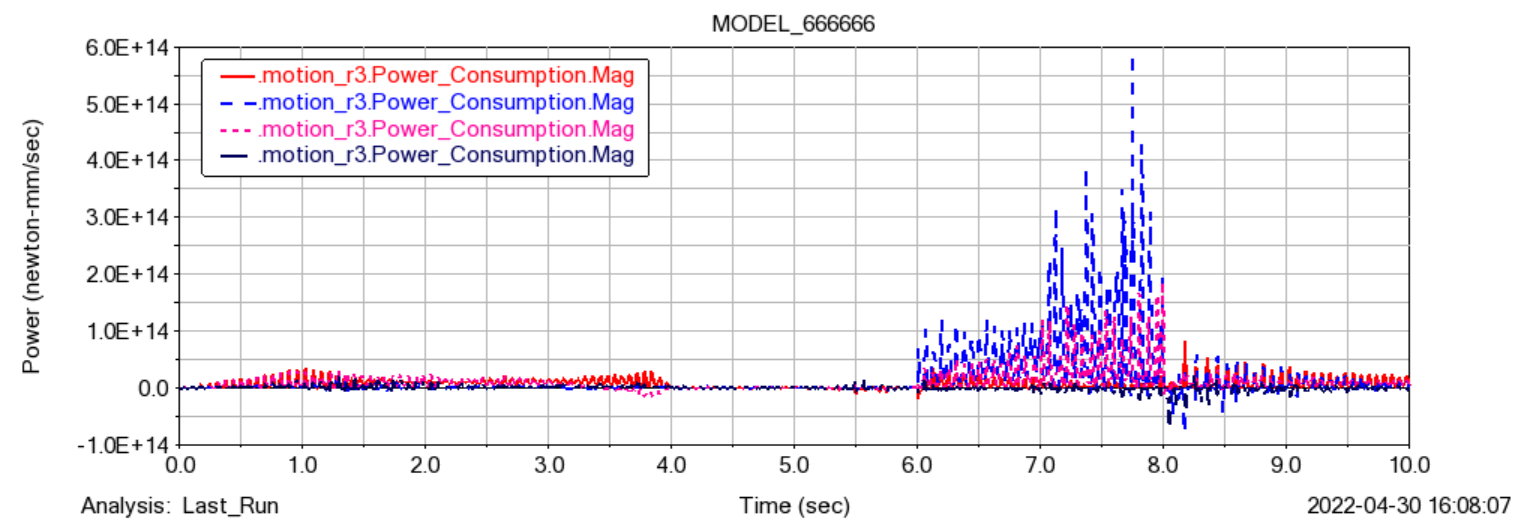 MODEL_666666
6.0E+14
5.0E+14
4.0E+14
3.0E+14
2.0E+14
1.0E+14
0.0
-1.0E+14
Power (newton-mm/sec)
.motion_r3.Power_Consumption.Mag
.motion_r3.Power_Consumption.Mag
.motion_r3.Power_Consumption.Mag
.motion_r3.Power_Consumption.Mag
0.0 1.0 2.0 3.0 4.0 5.0 6.0 7.0 8.0 9.0 10.0
Analysis: Last_Run Time (sec) 2022-04-30 16:08:07